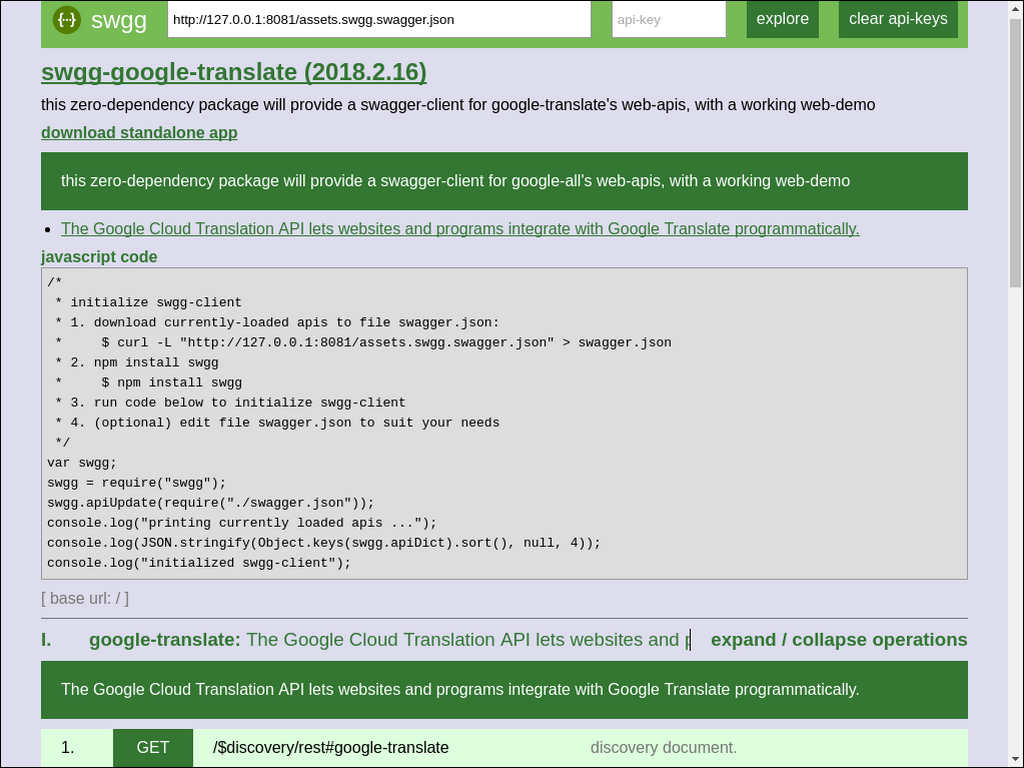 {··} swgg http://127.0.0.1:8081/assets.swgg.swagger.json api-key explore clear api-keys
swgg-google-translate (2018.2.16)
this zero-dependency package will provide a swagger-client for google-translate's web-apis, with a working web-demo
download standalone app
this zero-dependency package will provide a swagger-client for google-all's web-apis, with a working web-demo
• The Google Cloud Translation API lets websites and programs integrate with Google Translate programmatically.
javascript code
/*
 * initialize swgg-client
 * 1. download currently-loaded apis to file swagger.json:
 *     $ curl -L "http://127.0.0.1:8081/assets.swgg.swagger.json" > swagger.json
 * 2. npm install swgg
 *     $ npm install swgg
 * 3. run code below to initialize swgg-client
 * 4. (optional) edit file swagger.json to suit your needs
 */
var swgg;
swgg = require("swgg");
swgg.apiUpdate(require("./swagger.json"));
console.log("printing currently loaded apis ...");
console.log(JSON.stringify(Object.keys(swgg.apiDict).sort(), null, 4));
console.log("initialized swgg-client");
[ base url: / ]
I. google-translate: The Google Cloud Translation API lets websites and expand / collapse operations
The Google Cloud Translation API lets websites and programs integrate with Google Translate programmatically.
1. GET /$discovery/rest#google-translate discovery document.